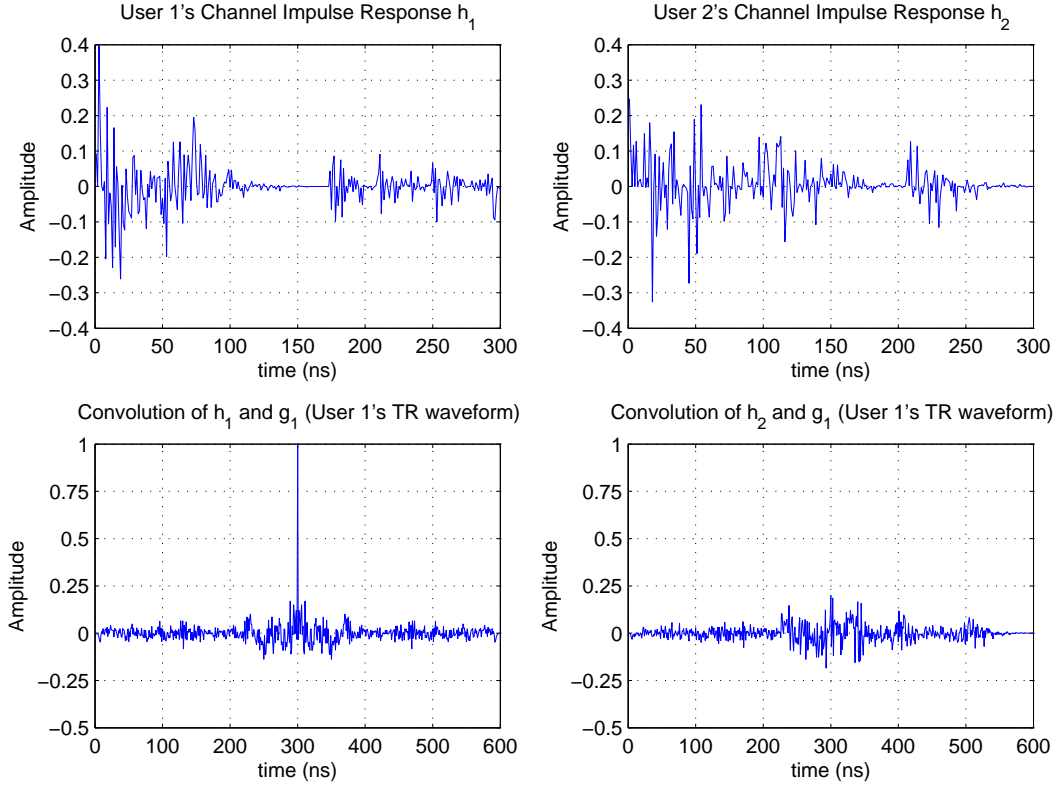 User 1's Channel Impulse Response h1
0.4
0.3
0.2
0.1
0
−0.1
−0.2
−0.3
−0.4
Amplitude
0 50 100 150 200 250 300
time (ns)
User 2's Channel Impulse Response h2
0.4
0.3
0.2
0.1
0
−0.1
−0.2
−0.3
−0.4
Amplitude
0 50 100 150 200 250 300
time (ns)
Convolution of h1 and g1 (User 1's TR waveform)
1
0.75
0.5
0.25
0
−0.25
−0.5
Amplitude
0 100 200 300 400 500 600
time (ns)
Convolution of h2 and g1 (User 1's TR waveform)
1
0.75
0.5
0.25
0
−0.25
−0.5
Amplitude
0 100 200 300 400 500 600
time (ns)